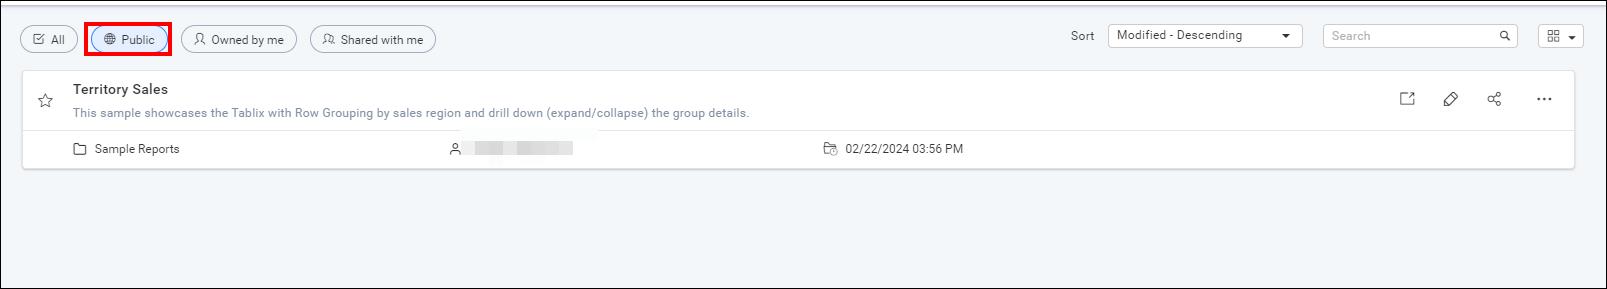 All Public Owned by me Shared with me Sort Modified - Descending Search
Territory Sales
This sample showcases the Tablix with Row Grouping by sales region and drill down (expand/collapse) the group details.
Sample Reports 02/22/2024 03:56 PM